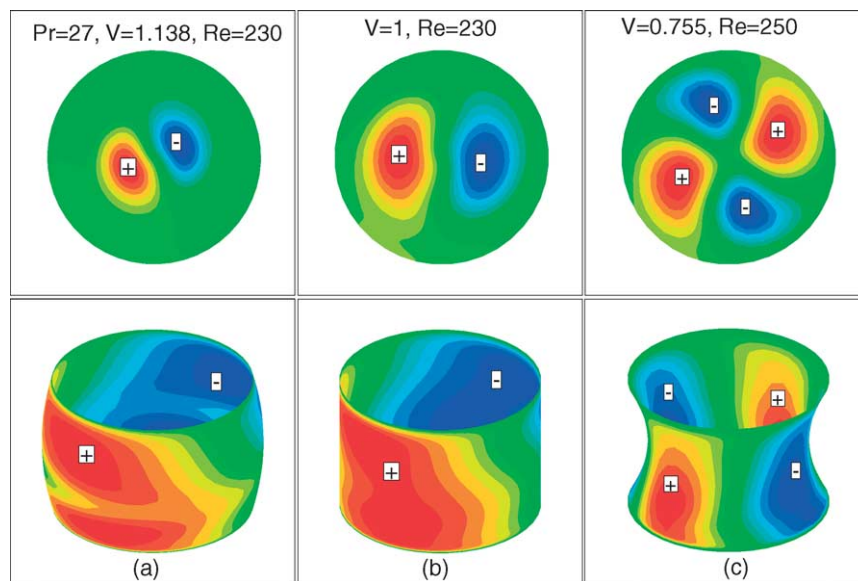 Pr=27, V=1.138, Re=230
V=1, Re=230
V=0.755, Re=250
+ -
+ -
- + + -
+ -
+ -
- + + -
(a)
(b)
(c)